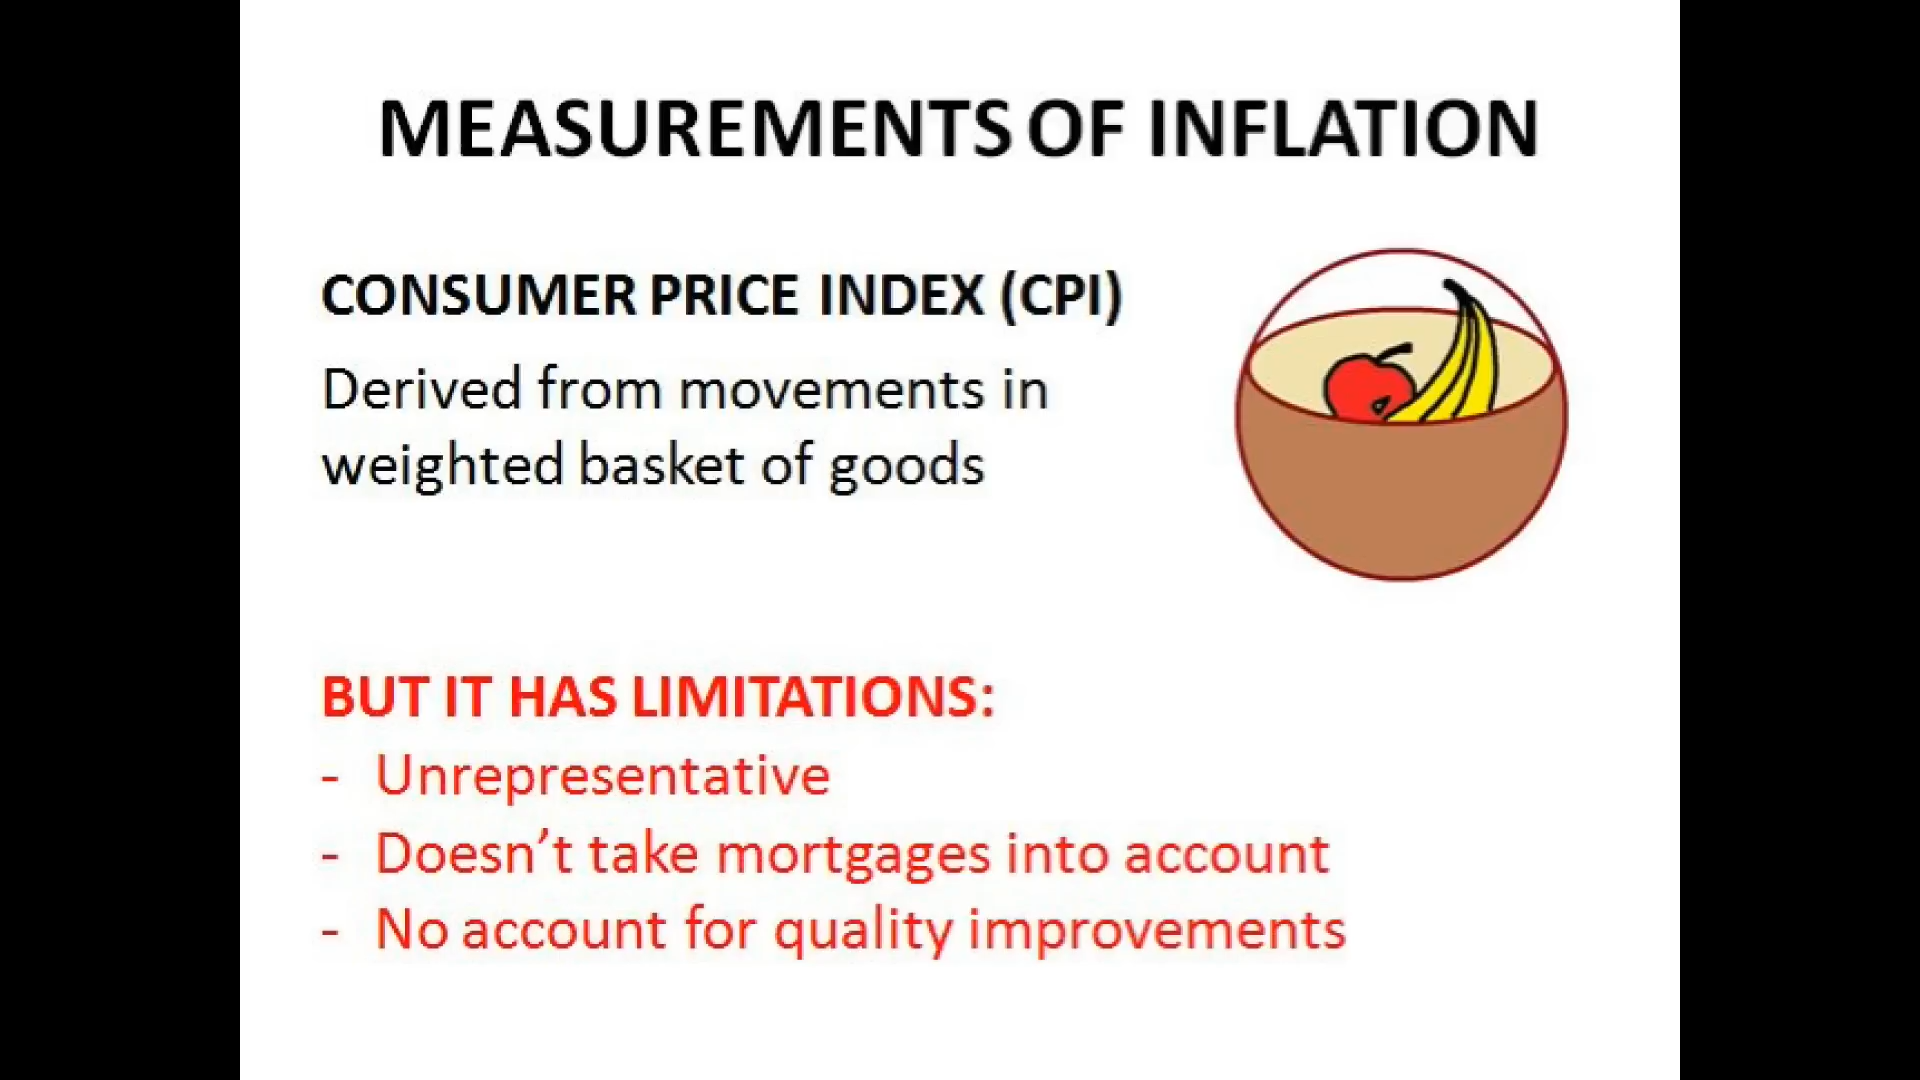 MEASUREMENTS OF INFLATION
CONSUMER PRICE INDEX (CPI)
Derived from movements in
weighted basket of goods
BUT IT HAS LIMITATIONS:
- Unrepresentative
- Doesn’t take mortgages into account
- No account for quality improvements